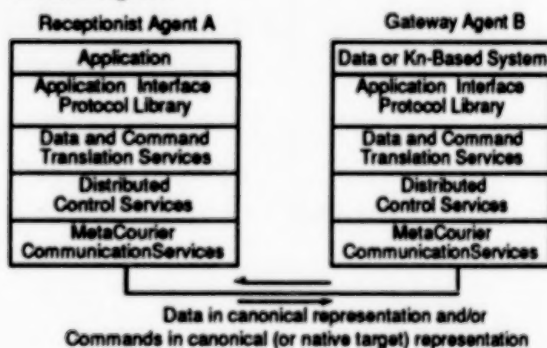 Receptionist Agent A
Application
Application Interface
Protocol Library
Data and Command
Translation Services
Distributed
Control Services
MetaCourier
CommunicationServices
Gateway Agent B
Data or Kn-Based System
Application Interface
Protocol Library
Data and Command
Translation Services
Distributed
Control Services
MetaCourier
CommunicationServices
Data in canonical representation and/or
Commands in canonical (or native target) representation